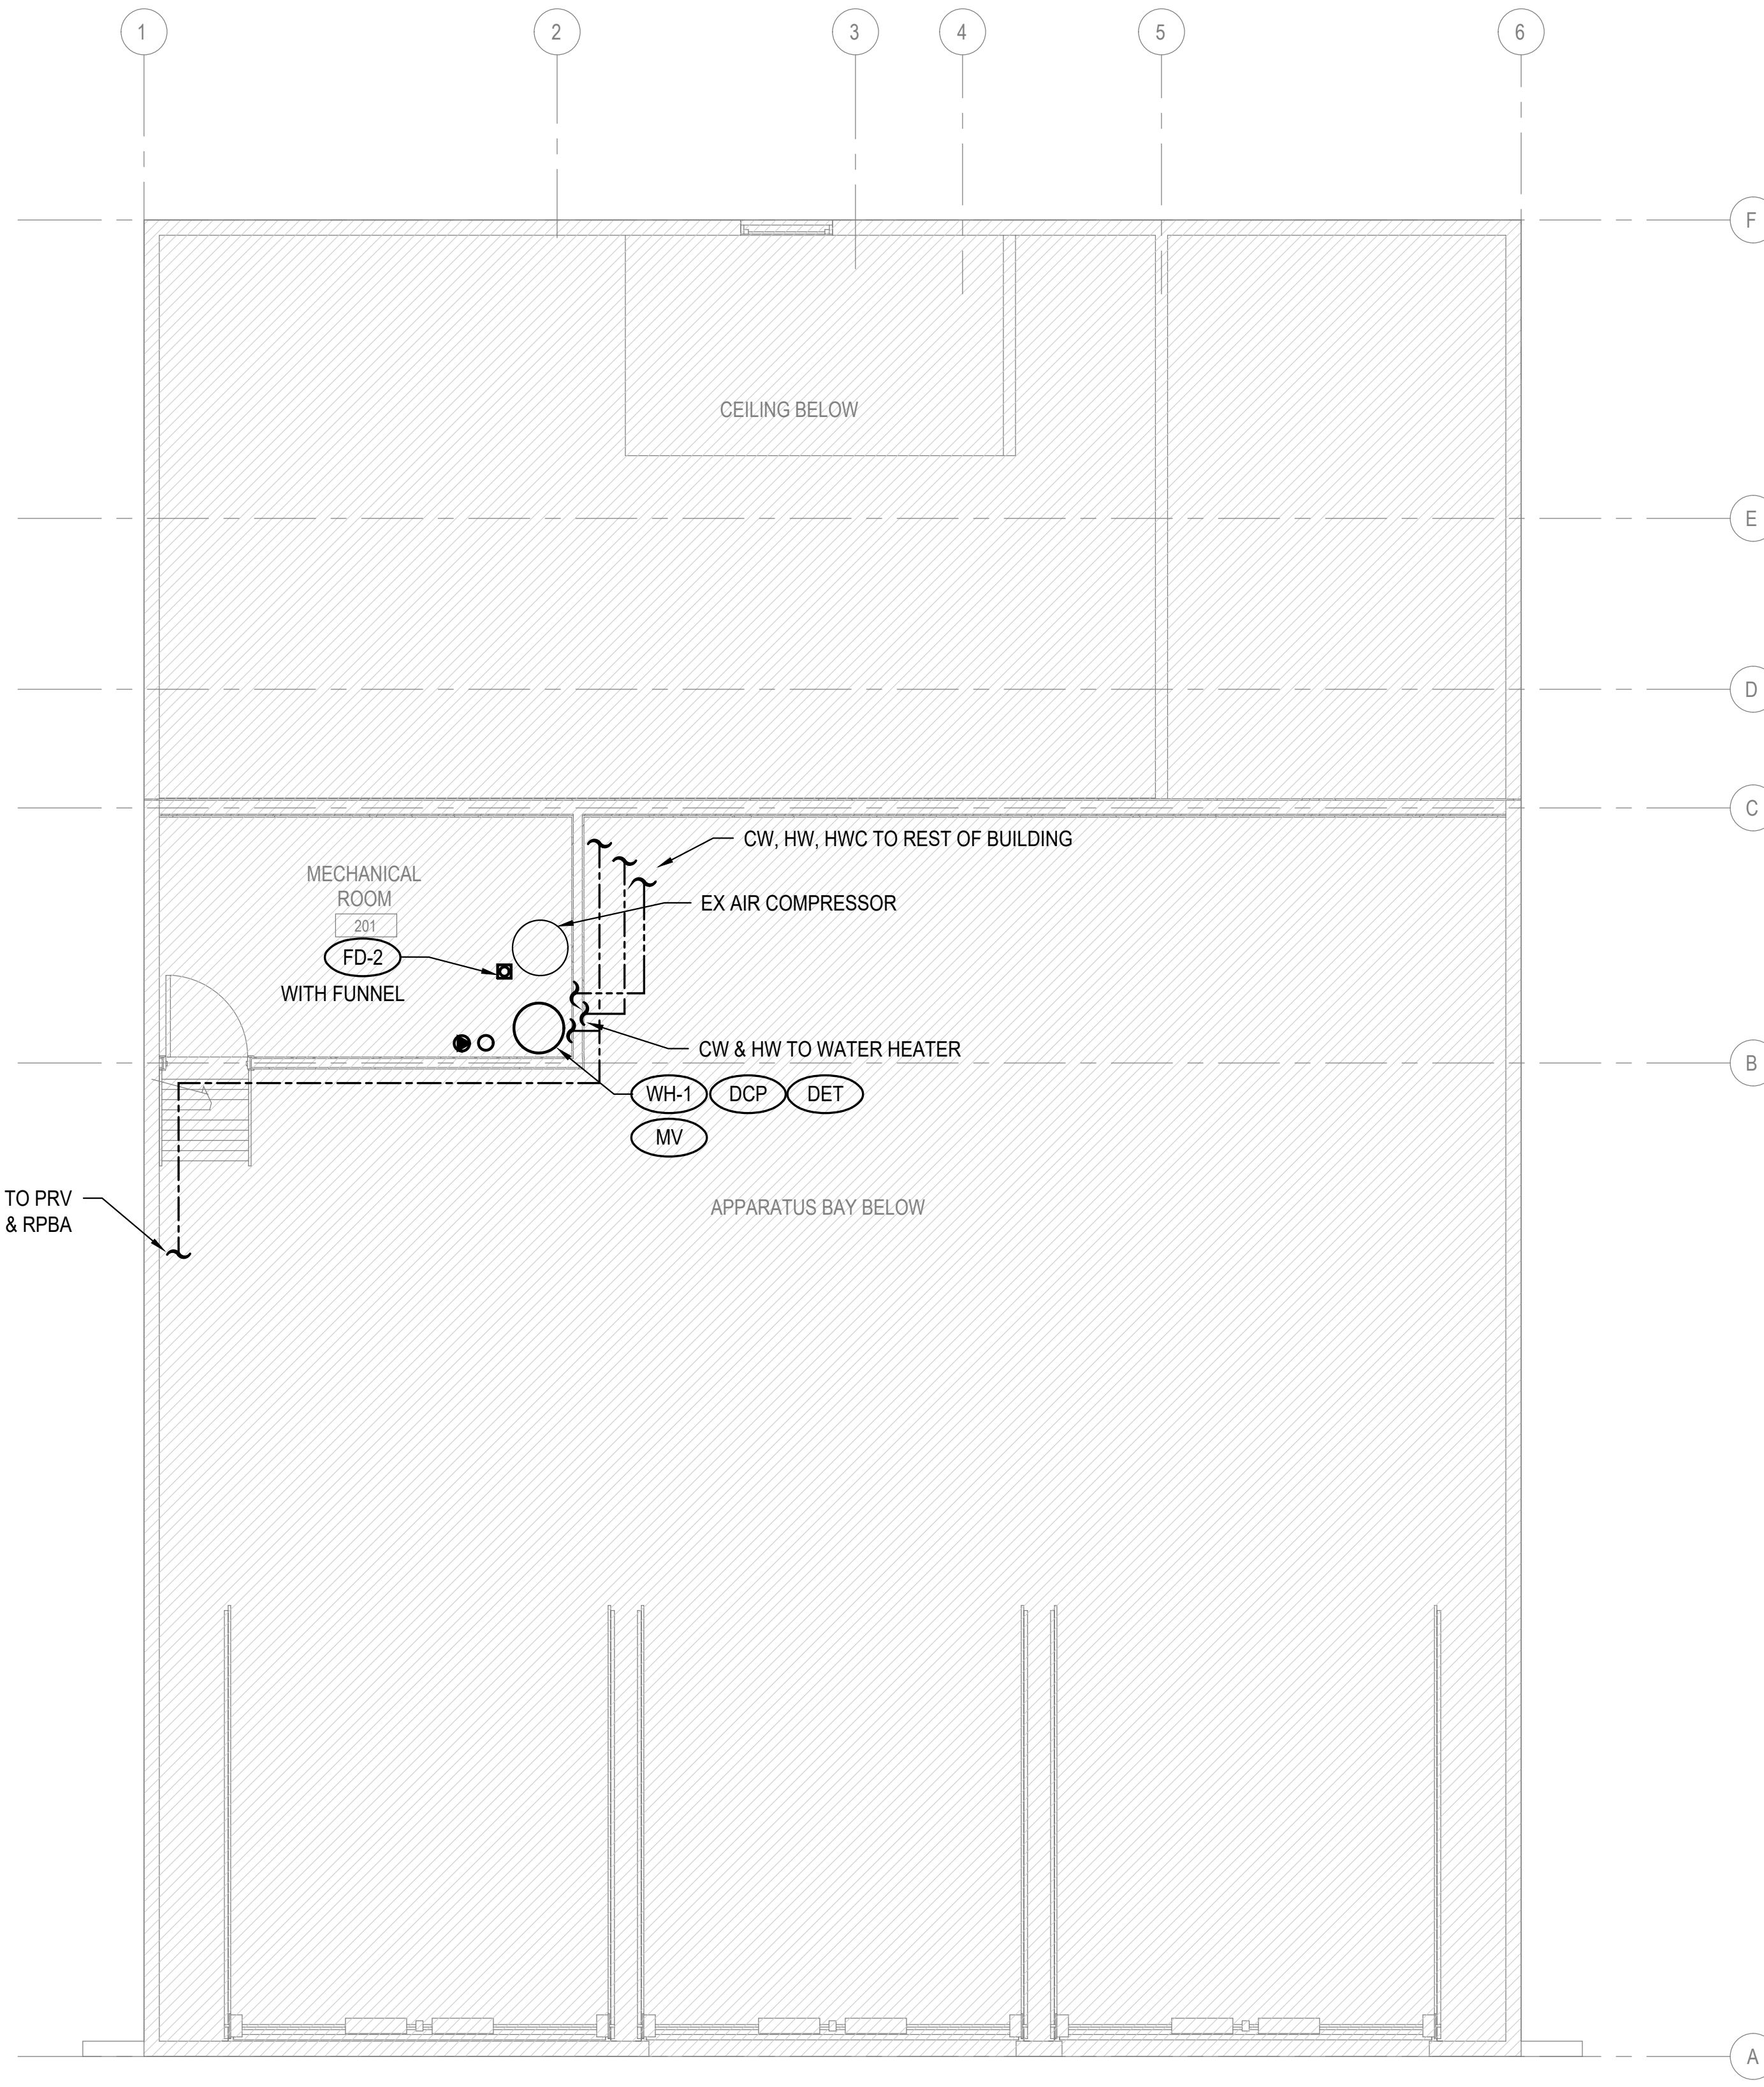 1
2
3
4
5
6
F
CEILING BELOW
E
D
C
CW, HW, HWC TO REST OF BUILDING
MECHANICAL
ROOM
201
EX AIR COMPRESSOR
FD-2
WITH FUNNEL
CW & HW TO WATER HEATER
B
WH-1
DCP
DET
MV
TO PRV
& RPBA
APPARATUS BAY BELOW
A